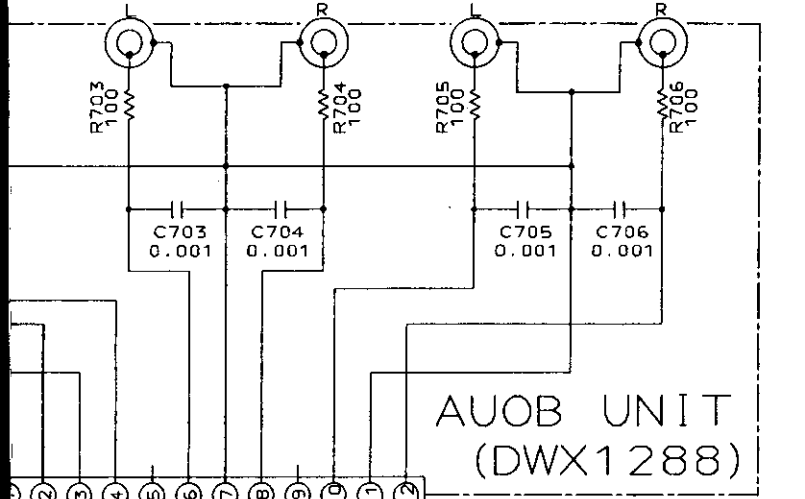 L R L R
R703 100
R704 100
R705 100
R706 100
C703 0.001
C704 0.001
C705 0.001
C706 0.001
AUOB UNIT
(DWX1288)
2 3 4 5 6 7 8 9 0 1 2